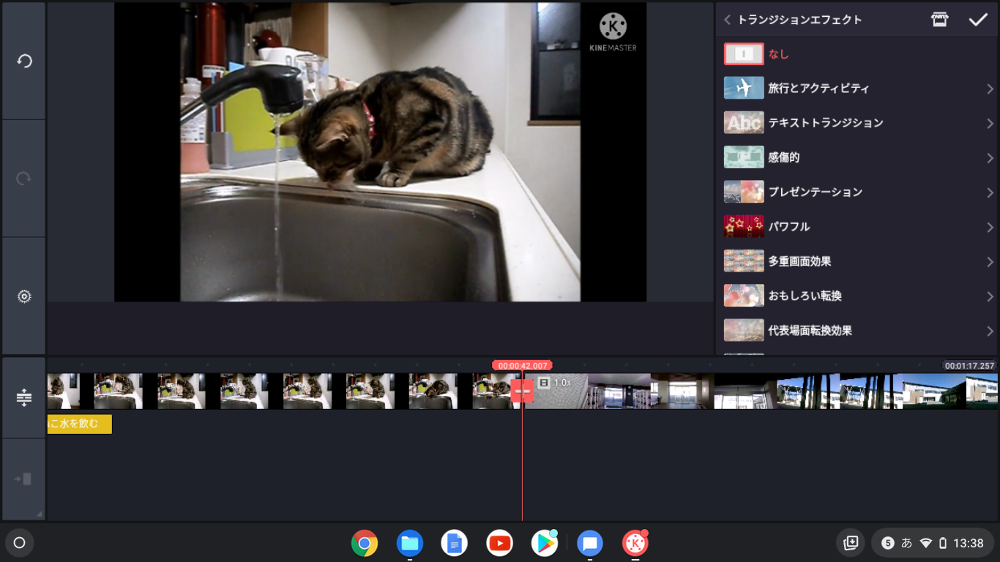 KINEMASTER
トランジションエフェクト
なし
旅行とアクティビティ
Abc
テキストトランジション
感傷的
プレゼンテーション
パワフル
多重画面効果
おもしろい転換
代表場面転換効果
00:00:42.007
00:01:17.257
1.0x
こ水を飲む
5 あ 13:38